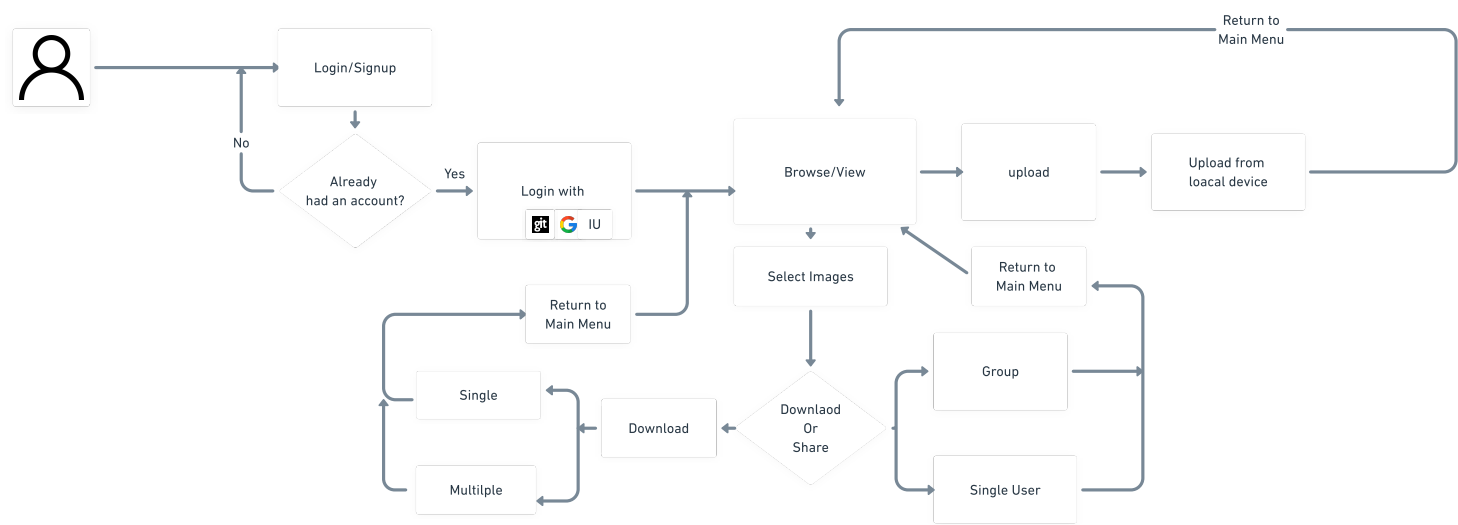 Return to
Main Menu
Login/Signup
No
Already
had an account?
Yes
Login with
git
G
IU
Browse/View
upload
Upload from
loacal device
Select Images
Return to
Main Menu
Return to
Main Menu
Single
Multilple
Download
Downlaod
Or
Share
Group
Single User